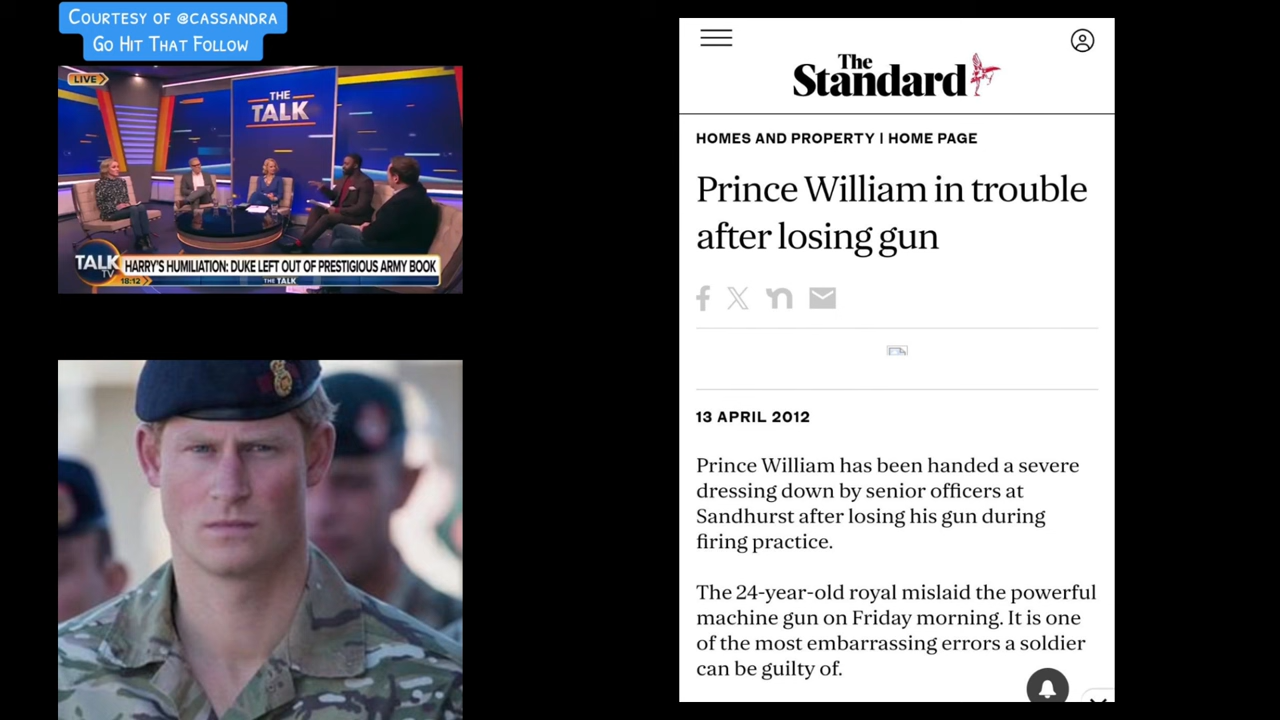 COURTESY OF @CASSANDRA
GO HIT THAT FOLLOW
LIVE
THE
TALK
TALK
TV
HARRY'S HUMILIATION: DUKE LEFT OUT OF PRESTIGIOUS ARMY BOOK
18:12
THE TALK
The
Standard
HOMES AND PROPERTY | HOME PAGE
Prince William in trouble
after losing gun
13 APRIL 2012
Prince William has been handed a severe
dressing down by senior officers at
Sandhurst after losing his gun during
firing practice.
The 24-year-old royal mislaid the powerful
machine gun on Friday morning. It is one
of the most embarrassing errors a soldier
can be guilty of.